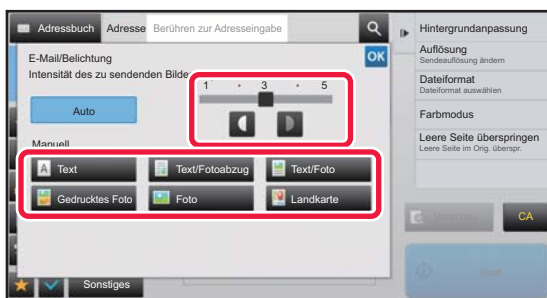 Adressbuch Adresse Berühren zur Adresseingabe
E-Mail/Belichtung
OK
Intensität des zu sendenden Bildes
1 3 5
Auto
Manuell
A Text Text/Fotoabzug Text/Foto
Gedrucktes Foto Foto Landkarte
Sonstiges
Hintergrundanpassung
Auflösung
Sendeauflösung ändern
Dateiformat
Dateiformat auswählen
Farbmodus
Leere Seite überspringen
Leere Seite im Orig. überspr.
Vorschau CA
Start